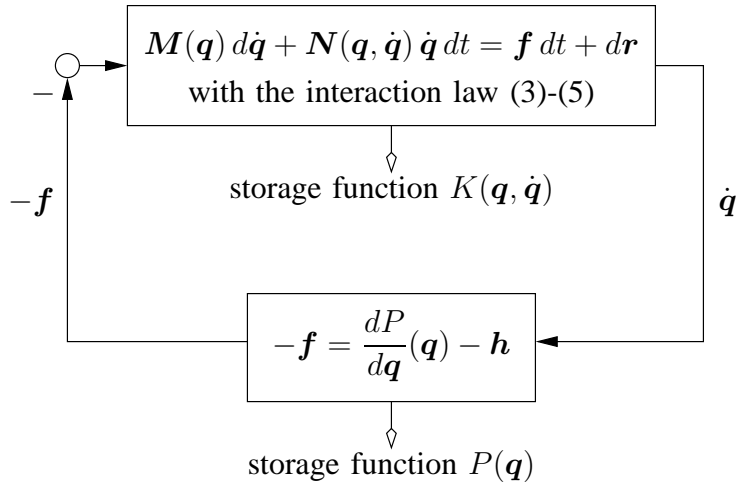 M(q) dq̇ + N(q, q̇) q̇ dt = f dt + dr
with the interaction law (3)-(5)
−
storage function K(q, q̇)
−f
q̇
−f = dP/dq (q) − h
storage function P(q)